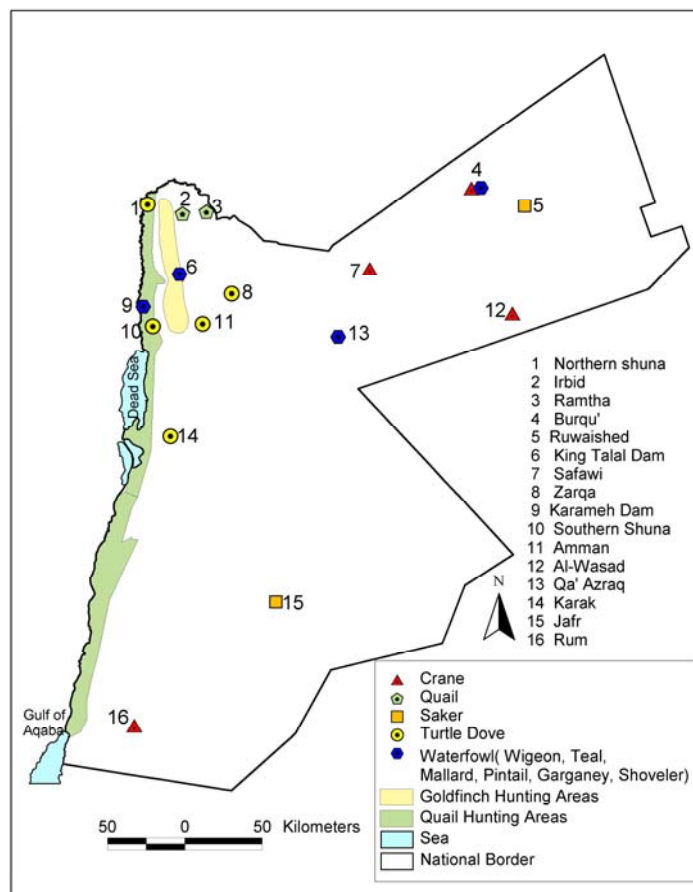 4
5
1
2
3
7
6
8
9
12
10
11
13
Dead Sea
14
1 Northern shuna
2 Irbid
3 Ramtha
4 Burqu'
5 Ruwaished
6 King Talal Dam
7 Safawi
8 Zarqa
9 Karameh Dam
10 Southern Shuna
11 Amman
12 Al-Wasad
13 Qa' Azraq
14 Karak
15 Jafr
16 Rum
N
15
16
Gulf of
Aqaba
Crane
Quail
Saker
Turtle Dove
Waterfowl( Wigeon, Teal,
Mallard, Pintail, Garganey, Shoveler)
Goldfinch Hunting Areas
Quail Hunting Areas
Sea
National Border
50 0 50 Kilometers